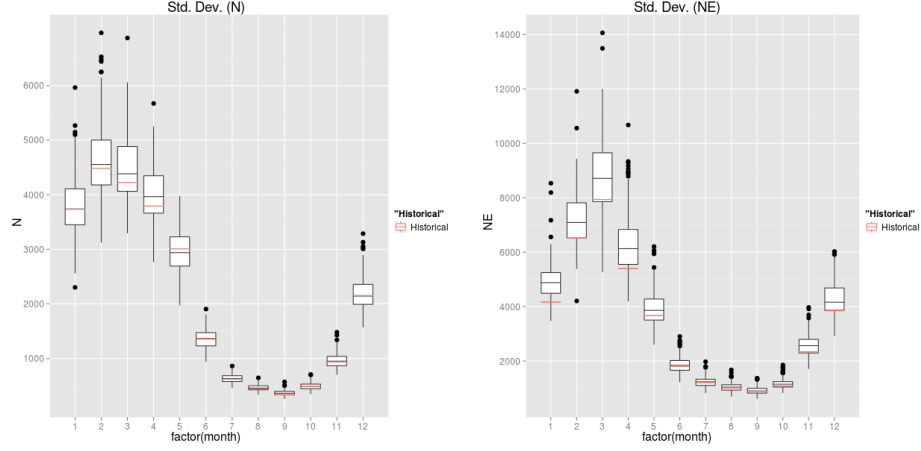 Std. Dev. (N)
6000
5000
4000
3000
2000
1000
N
1 2 3 4 5 6 7 8 9 10 11 12
factor(month)
"Historical"
Historical
Std. Dev. (NE)
14000
12000
10000
8000
6000
4000
2000
NE
1 2 3 4 5 6 7 8 9 10 11 12
factor(month)
"Historical"
Historical